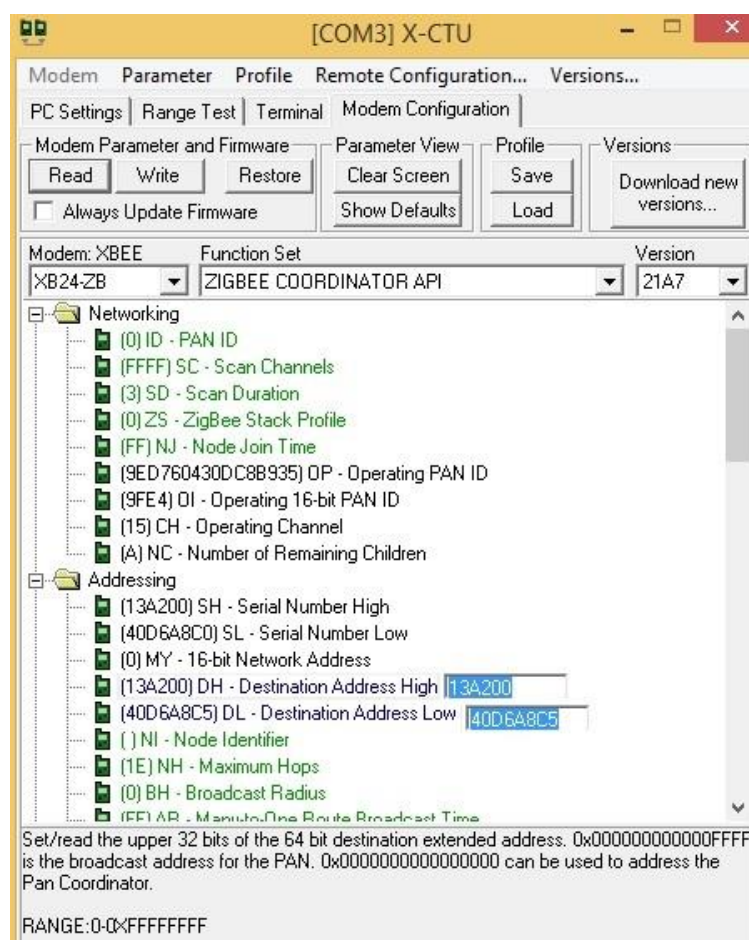 [COM3] X-CTU
Modem Parameter Profile Remote Configuration... Versions...
PC Settings Range Test Terminal Modem Configuration
Modem Parameter and Firmware Parameter View Profile Versions
Read Write Restore Clear Screen Save Download new versions...
Always Update Firmware Show Defaults Load
Modem: XBEE Function Set Version
XB24-ZB ZIGBEE COORDINATOR API 21A7
Networking
(0) ID - PAN ID
(FFFF) SC - Scan Channels
(3) SD - Scan Duration
(0) ZS - ZigBee Stack Profile
(FF) NJ - Node Join Time
(9ED760430DC8B935) OP - Operating PAN ID
(9FE4) OI - Operating 16-bit PAN ID
(15) CH - Operating Channel
(A) NC - Number of Remaining Children
Addressing
(13A200) SH - Serial Number High
(40D6A8C0) SL - Serial Number Low
(0) MY - 16-bit Network Address
(13A200) DH - Destination Address High 13A200
(40D6A8C5) DL - Destination Address Low 40D6A8C5
( ) NI - Node Identifier
(1E) NH - Maximum Hops
(0) BH - Broadcast Radius
(FF) AR - Many-to-One Route Broadcast Time
Set/read the upper 32 bits of the 64 bit destination extended address. 0x000000000000FFFF
is the broadcast address for the PAN. 0x0000000000000000 can be used to address the
Pan Coordinator.
RANGE:0-0XFFFFFFFF